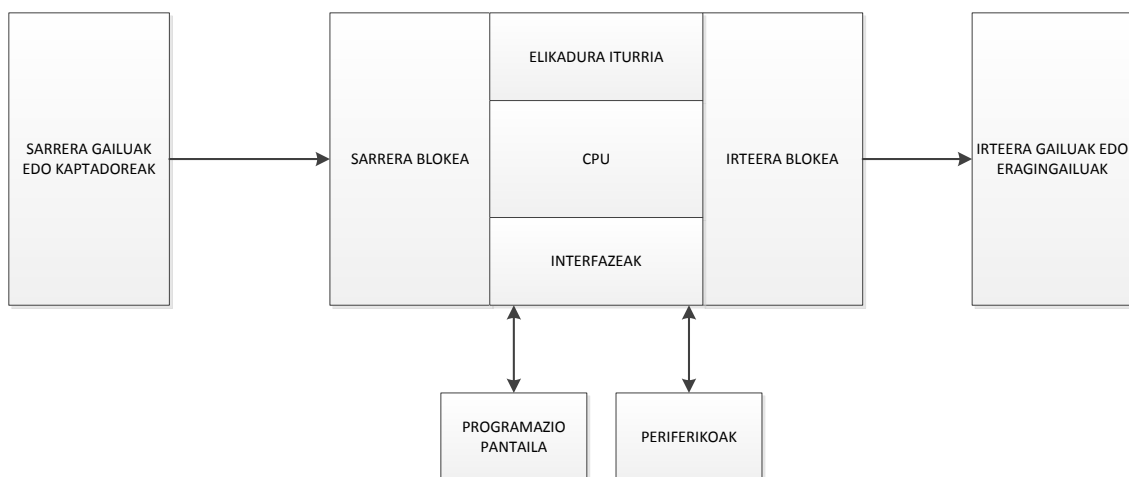 SARRERA GAILUAK
EDO KAPTADOREAK
SARRERA BLOKEA
ELIKADURA ITURRIA
CPU
INTERFAZEAK
IRTEERA BLOKEA
IRTEERA GAILUAK EDO
ERAGINGAILUAK
PROGRAMAZIO
PANTAILA
PERIFERIKOAK